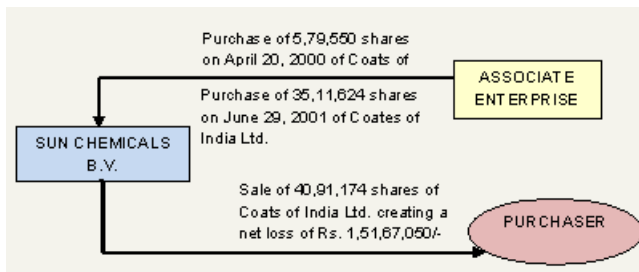 Purchase of 5,79,550 shares
on April 20, 2000 of Coats of
ASSOCIATE
ENTERPRISE
Purchase of 35,11,624 shares
on June 29, 2001 of Coates of
India Ltd.
SUN CHEMICALS
B.V.
Sale of 40,91,174 shares of
Coats of India Ltd. creating a
net loss of Rs. 1,51,67,050/-
PURCHASER